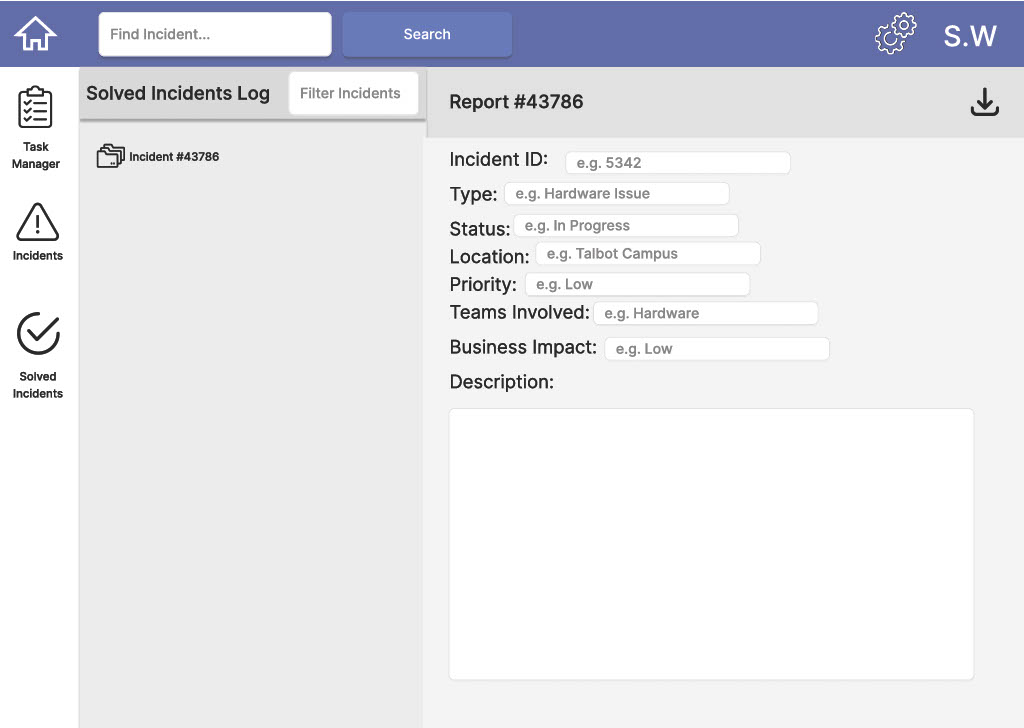 Find Incident...
Search
S.W
Task
Manager
Incidents
Solved
Incidents
Solved Incidents Log
Filter Incidents
Incident #43786
Report #43786
Incident ID: e.g. 5342
Type: e.g. Hardware Issue
Status: e.g. In Progress
Location: e.g. Talbot Campus
Priority: e.g. Low
Teams Involved: e.g. Hardware
Business Impact: e.g. Low
Description: